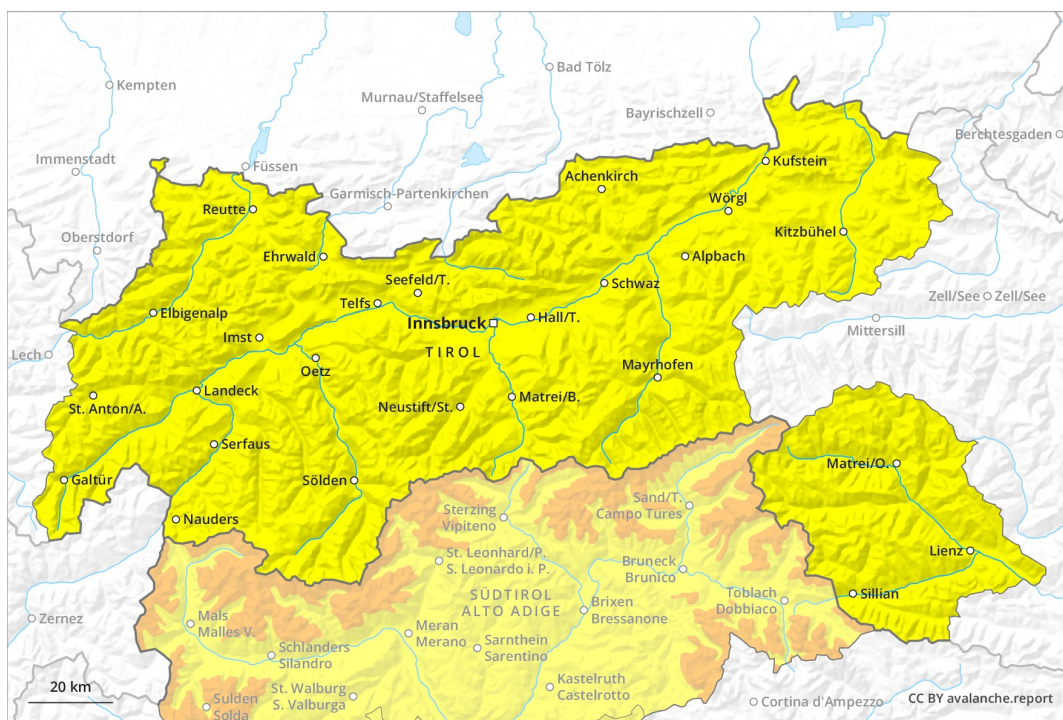 Kempten
Bad Tölz
Murnau/Staffelsee
Bayrischzell
Berchtesgaden
Immenstadt
Füssen
Kufstein
Achenkirch
Garmisch-Partenkirchen
Wörgl
Reutte
Oberstdorf
Kitzbühel
Ehrwald
Alpbach
Seefeld/T.
Schwaz
Zell/See
Zell/See
Telfs
Elbigenalp
Innsbruck
Hall/T.
Mittersill
Imst
Lech
TIROL
Mayrhofen
Oetz
Landeck
Matrei/B.
St. Anton/A.
Neustift/St.
Serfaus
Matrei/O.
Galtür
Sölden
Sand/T.
Campo Tures
Sterzing
Vipiteno
Nauders
St. Leonhard/P.
S. Leonardo i. P.
Bruneck
Brunico
Lienz
SÜDTIROL
ALTO ADIGE
Toblach
Dobbiaco
Sillian
Brixen
Bressanone
Zernez
Mals
Malles V.
Meran
Merano
Sarnthein
Sarentino
Schlanders
Silandro
20 km
St. Walburg
S. Valburga
Kastelruth
Castelrotto
Sulden
Solda
Cortina d'Ampezzo
CC BY avalanche.report